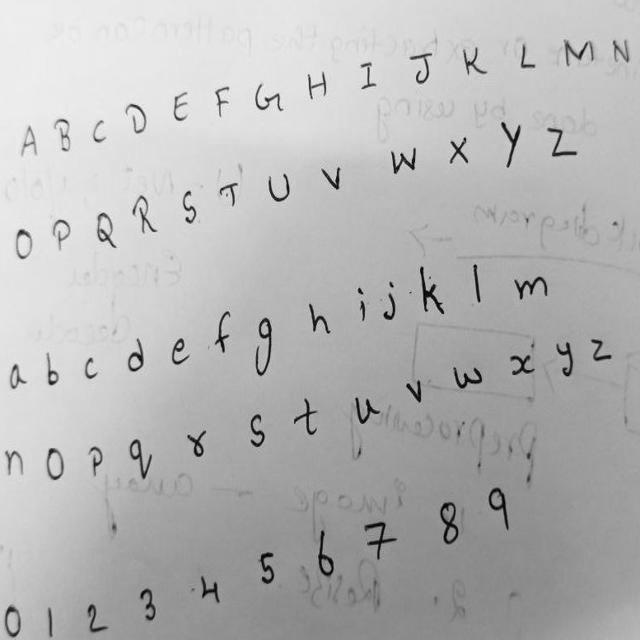 A B C D E F G H I J K L M N
O P Q R S T U V W X Y Z
a b c d e f g h i j k l m
n o p q r s t u v w x y z
0 1 2 3 4 5 6 7 8 9